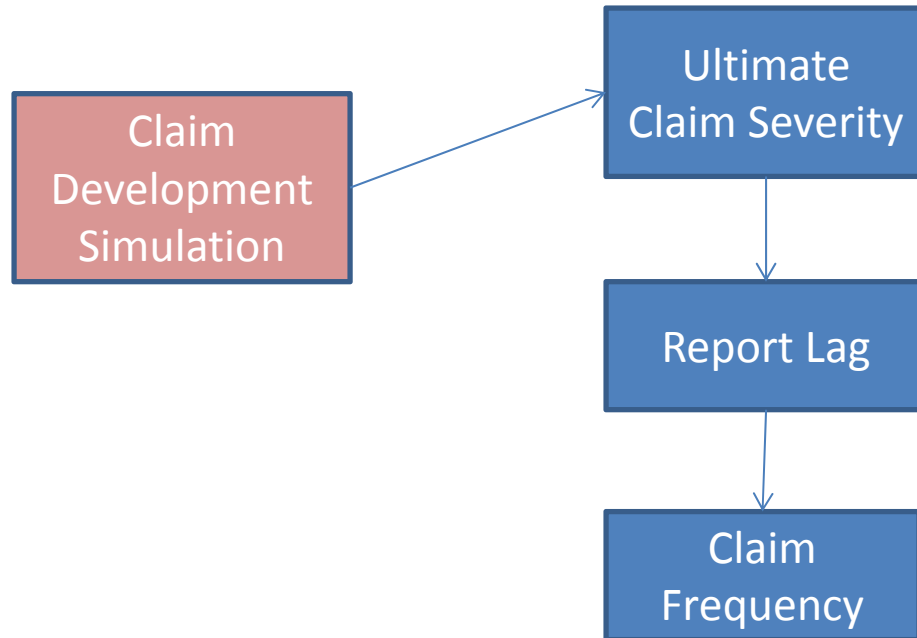 Claim
Development
Simulation
Ultimate
Claim Severity
Report Lag
Claim
Frequency